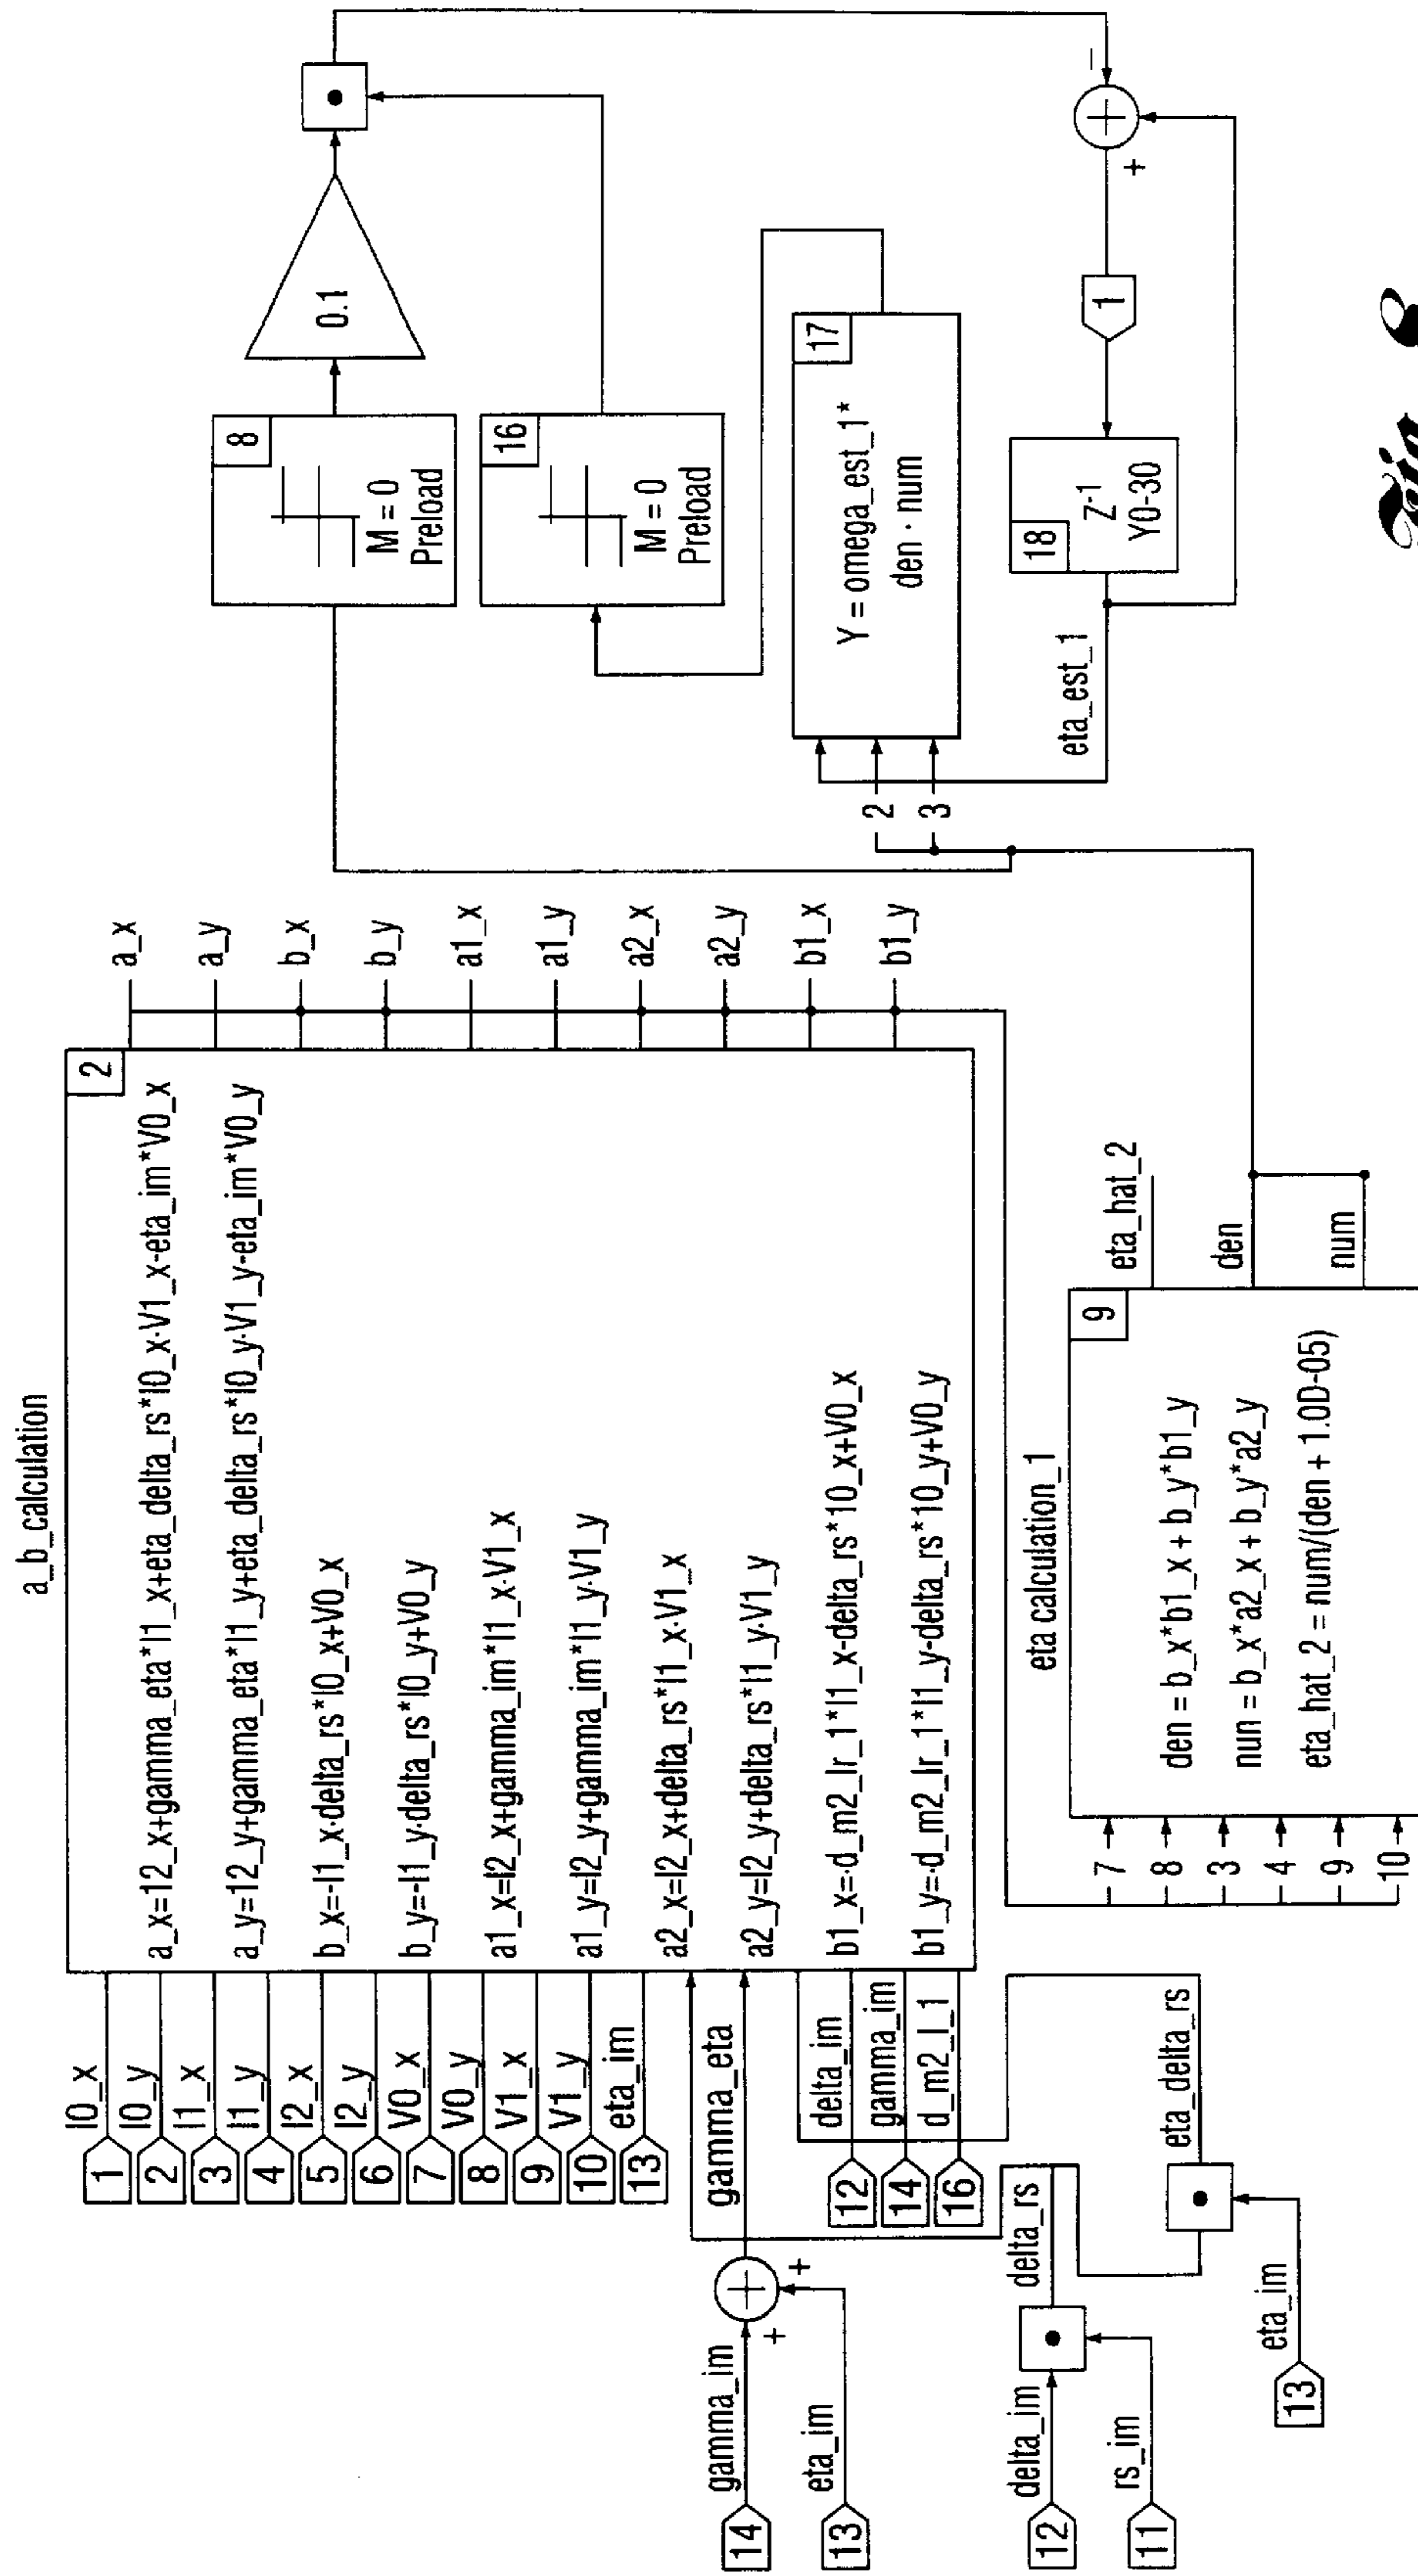 a_b_calculation
2
a_x=12_x+gamma_eta*I1_x+eta_delta_rs*I0_x·V1_x-eta_im*V0_x
a_y=12_y+gamma_eta*I1_y+eta_delta_rs*I0_y·V1_y-eta_im*V0_y
b_x=-I1_x·delta_rs*I0_x+V0_x
b_y=-I1_y·delta_rs*I0_y+V0_y
a1_x=I2_x+gamma_im*I1_x·V1_x
a1_y=I2_y+gamma_im*I1_y·V1_y
a2_x=I2_x+delta_rs*I1_x·V1_x
a2_y=I2_y+delta_rs*I1_y·V1_y
b1_x=·d_m2_lr_1*I1_x-delta_rs*10_x+V0_x
b1_y=·d_m2_lr_1*I1_y-delta_rs*10_y+V0_y
1 I0_x
2 I0_y
3 I1_x
4 I1_y
5 I2_x
6 I2_y
7 V0_x
8 V0_y
9 V1_x
10 V1_y
13 eta_im
gamma_eta
12 delta_im
14 gamma_im
16 d_m2_l_1
14 gamma_im
+
+
13 eta_im
12 delta_im
11 rs_im
delta_rs
13 eta_im
eta_delta_rs
a_x
a_y
b_x
b_y
a1_x
a1_y
a2_x
a2_y
b1_x
b1_y
eta calculation_1
9
7
8
3
4
9
10
den = b_x*b1_x + b_y*b1_y
nun = b_x*a2_x + b_y*a2_y
eta_hat_2 = num/(den + 1.0D-05)
eta_hat_2
den
num
8
M = 0
Preload
0.1
16
M = 0
Preload
17
Y = omega_est_1*
den · num
2
3
eta_est_1
18
Z-1
Y0-30
1
+
−
Fig.